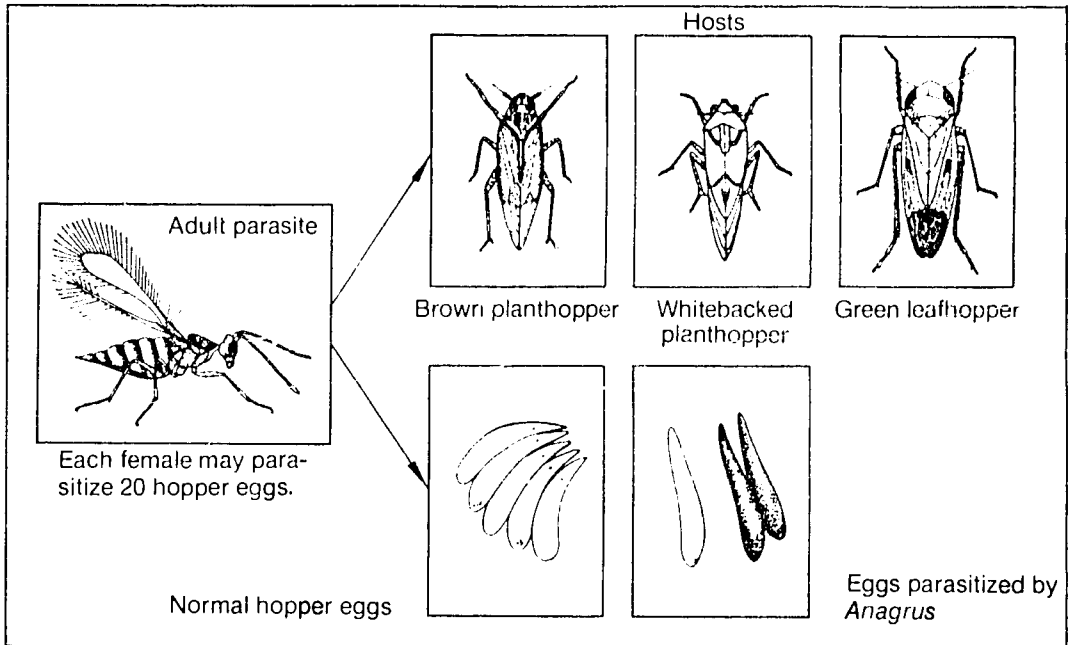 Hosts
Adult parasite
Brown planthopper
Whitebacked
planthopper
Green leafhopper
Each female may para-
sitize 20 hopper eggs.
Normal hopper eggs
Eggs parasitized by
Anagrus